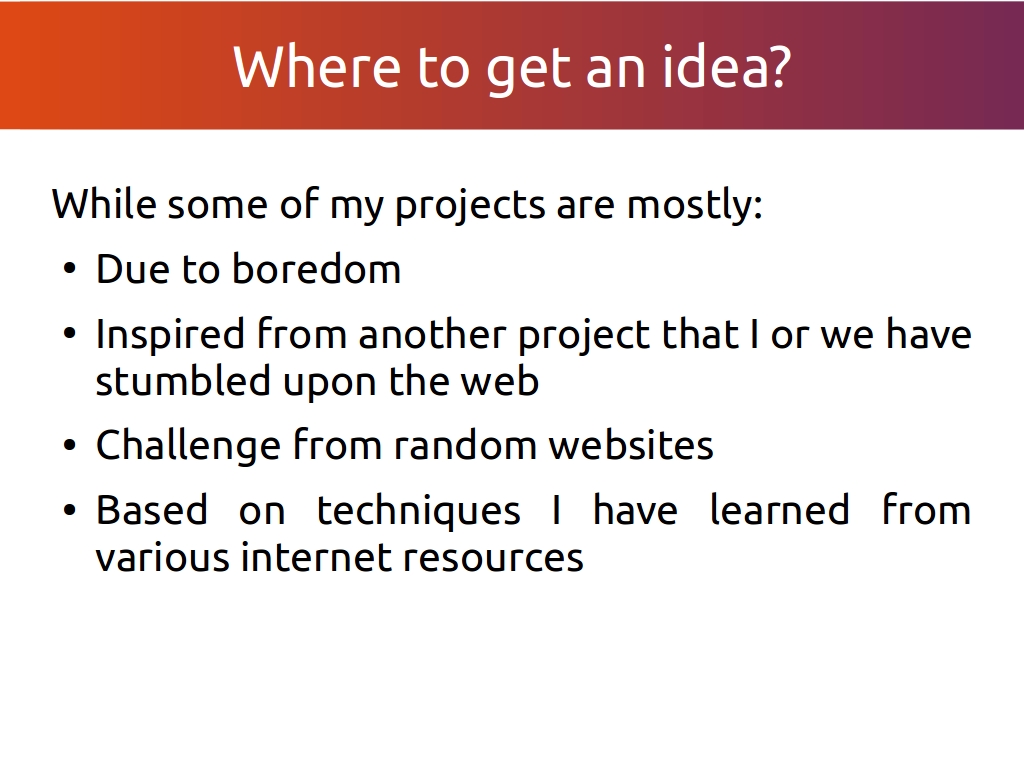 Where to get an idea?
While some of my projects are mostly:
• Due to boredom
• Inspired from another project that I or we have
stumbled upon the web
• Challenge from random websites
• Based on techniques I have learned from
various internet resources